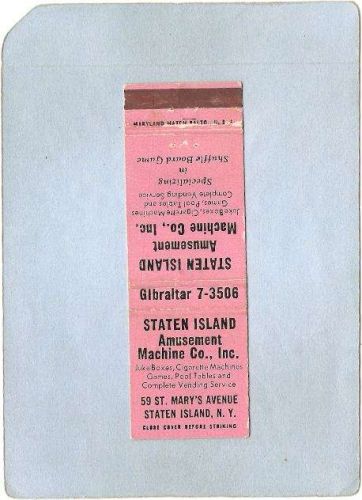 MARYLAND MATCH BALTO., U. S. A.
Shuffle Board Game
in
Specializing
Complete Vending Service
Games, Pool Tables and
Juke Boxes, Cigarette Machines
Machine Co., Inc.
Amusement
STATEN ISLAND
Gibraltar 7-3506
STATEN ISLAND
Amusement
Machine Co., Inc.
Juke Boxes, Cigarette Machines
Games, Pool Tables and
Complete Vending Service
59 ST. MARY'S AVENUE
STATEN ISLAND, N. Y.
CLOSE COVER BEFORE STRIKING